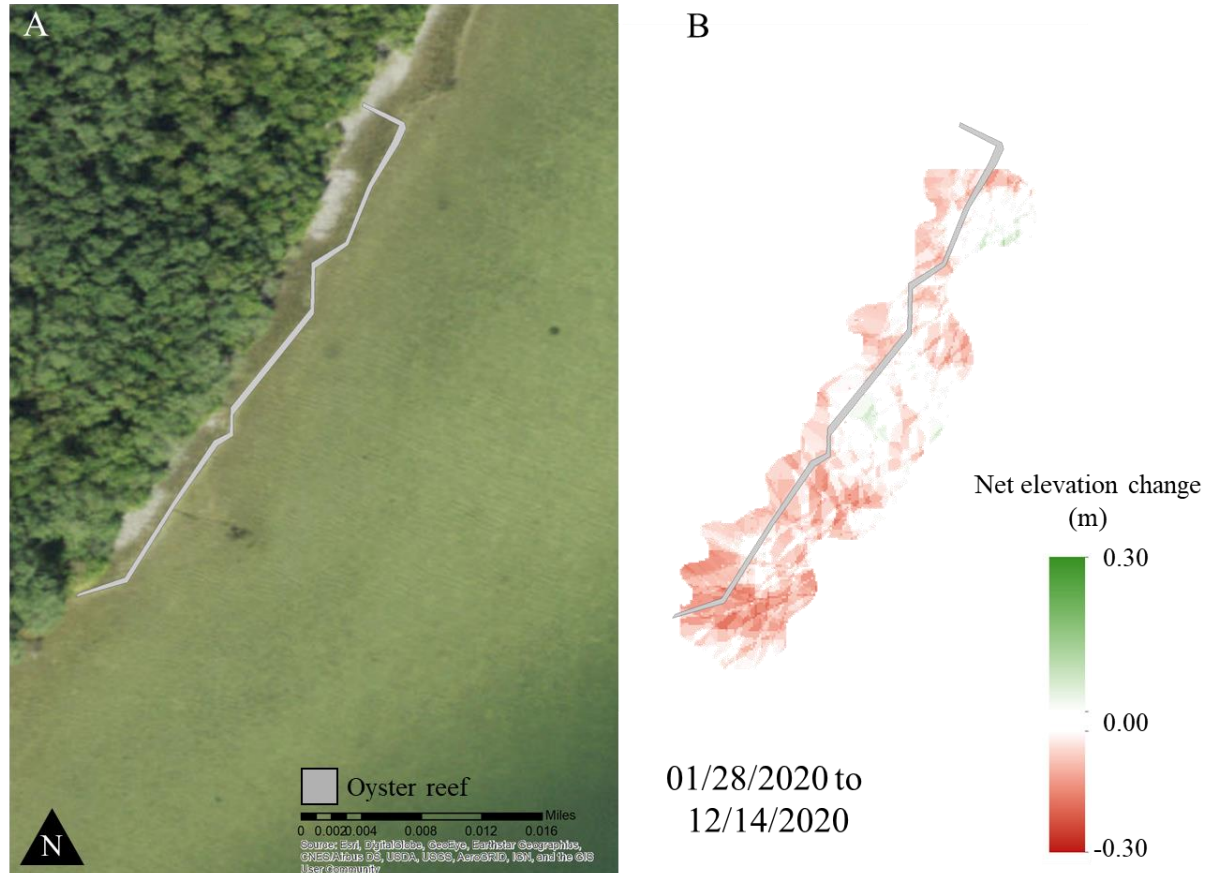 A
B
Net elevation change
(m)
0.30
0.00
-0.30
01/28/2020 to
12/14/2020
Oyster reef
Miles
0 0.0020.004 0.008 0.012 0.016
Source: Esri, DigitalGlobe, GeoEye, Earthstar Geographics,
CNES/Airbus DS, USDA, USGS, AeroGRID, IGN, and the GIS
User Community
N